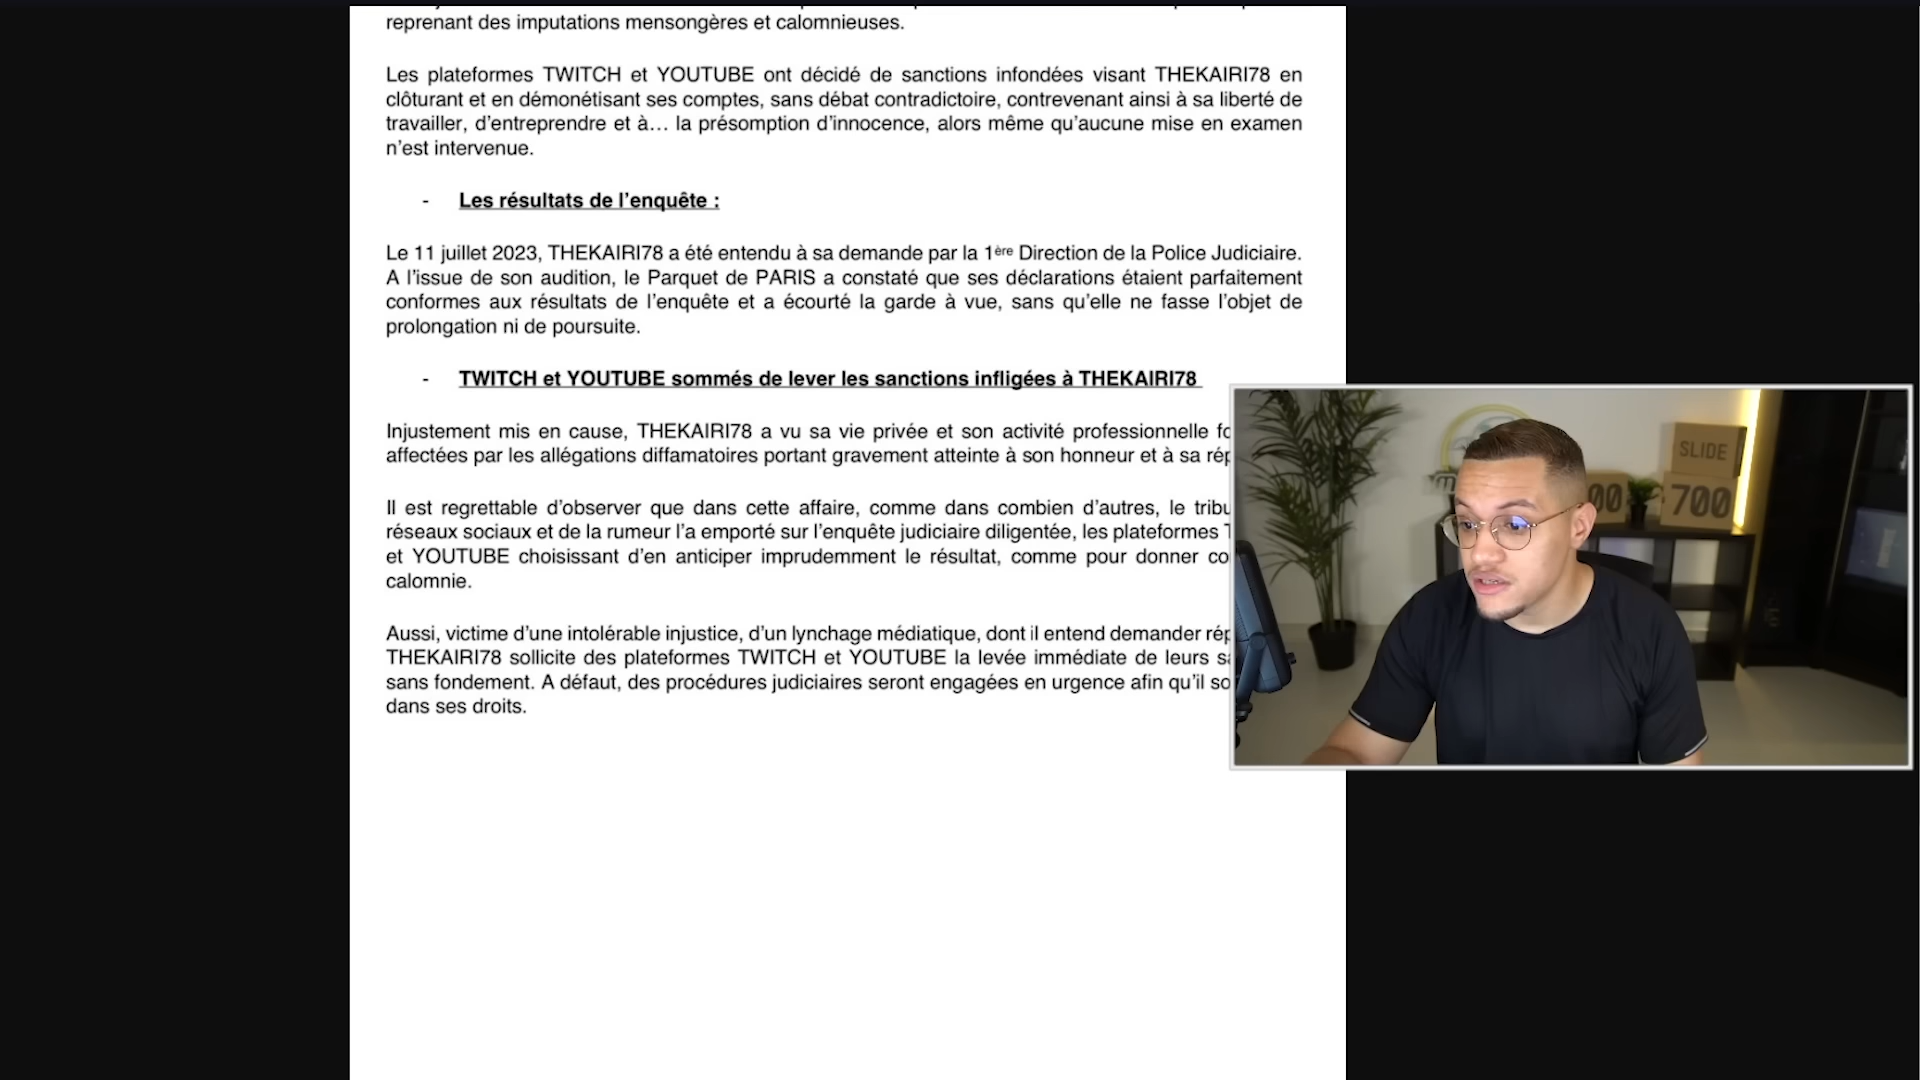 reprenant des imputations mensongères et calomnieuses.
Les plateformes TWITCH et YOUTUBE ont décidé de sanctions infondées visant THEKAIRI78 en
clôturant et en démonétisant ses comptes, sans débat contradictoire, contrevenant ainsi à sa liberté de
travailler, d’entreprendre et à… la présomption d’innocence, alors même qu’aucune mise en examen
n’est intervenue.
- Les résultats de l’enquête :
Le 11 juillet 2023, THEKAIRI78 a été entendu à sa demande par la 1ère Direction de la Police Judiciaire.
A l’issue de son audition, le Parquet de PARIS a constaté que ses déclarations étaient parfaitement
conformes aux résultats de l’enquête et a écourté la garde à vue, sans qu’elle ne fasse l’objet de
prolongation ni de poursuite.
- TWITCH et YOUTUBE sommés de lever les sanctions infligées à THEKAIRI78
Injustement mis en cause, THEKAIRI78 a vu sa vie privée et son activité professionnelle
affectées par les allégations diffamatoires portant gravement atteinte à son honneur et à sa
Il est regrettable d’observer que dans cette affaire, comme dans combien d’autres, le
réseaux sociaux et de la rumeur l’a emporté sur l’enquête judiciaire diligentée, les plateformes
et YOUTUBE choisissant d’en anticiper imprudemment le résultat, comme pour donner
calomnie.
Aussi, victime d’une intolérable injustice, d’un lynchage médiatique, dont il entend demander
THEKAIRI78 sollicite des plateformes TWITCH et YOUTUBE la levée immédiate de leurs
sans fondement. A défaut, des procédures judiciaires seront engagées en urgence afin qu’il
dans ses droits.
SLIDE
700